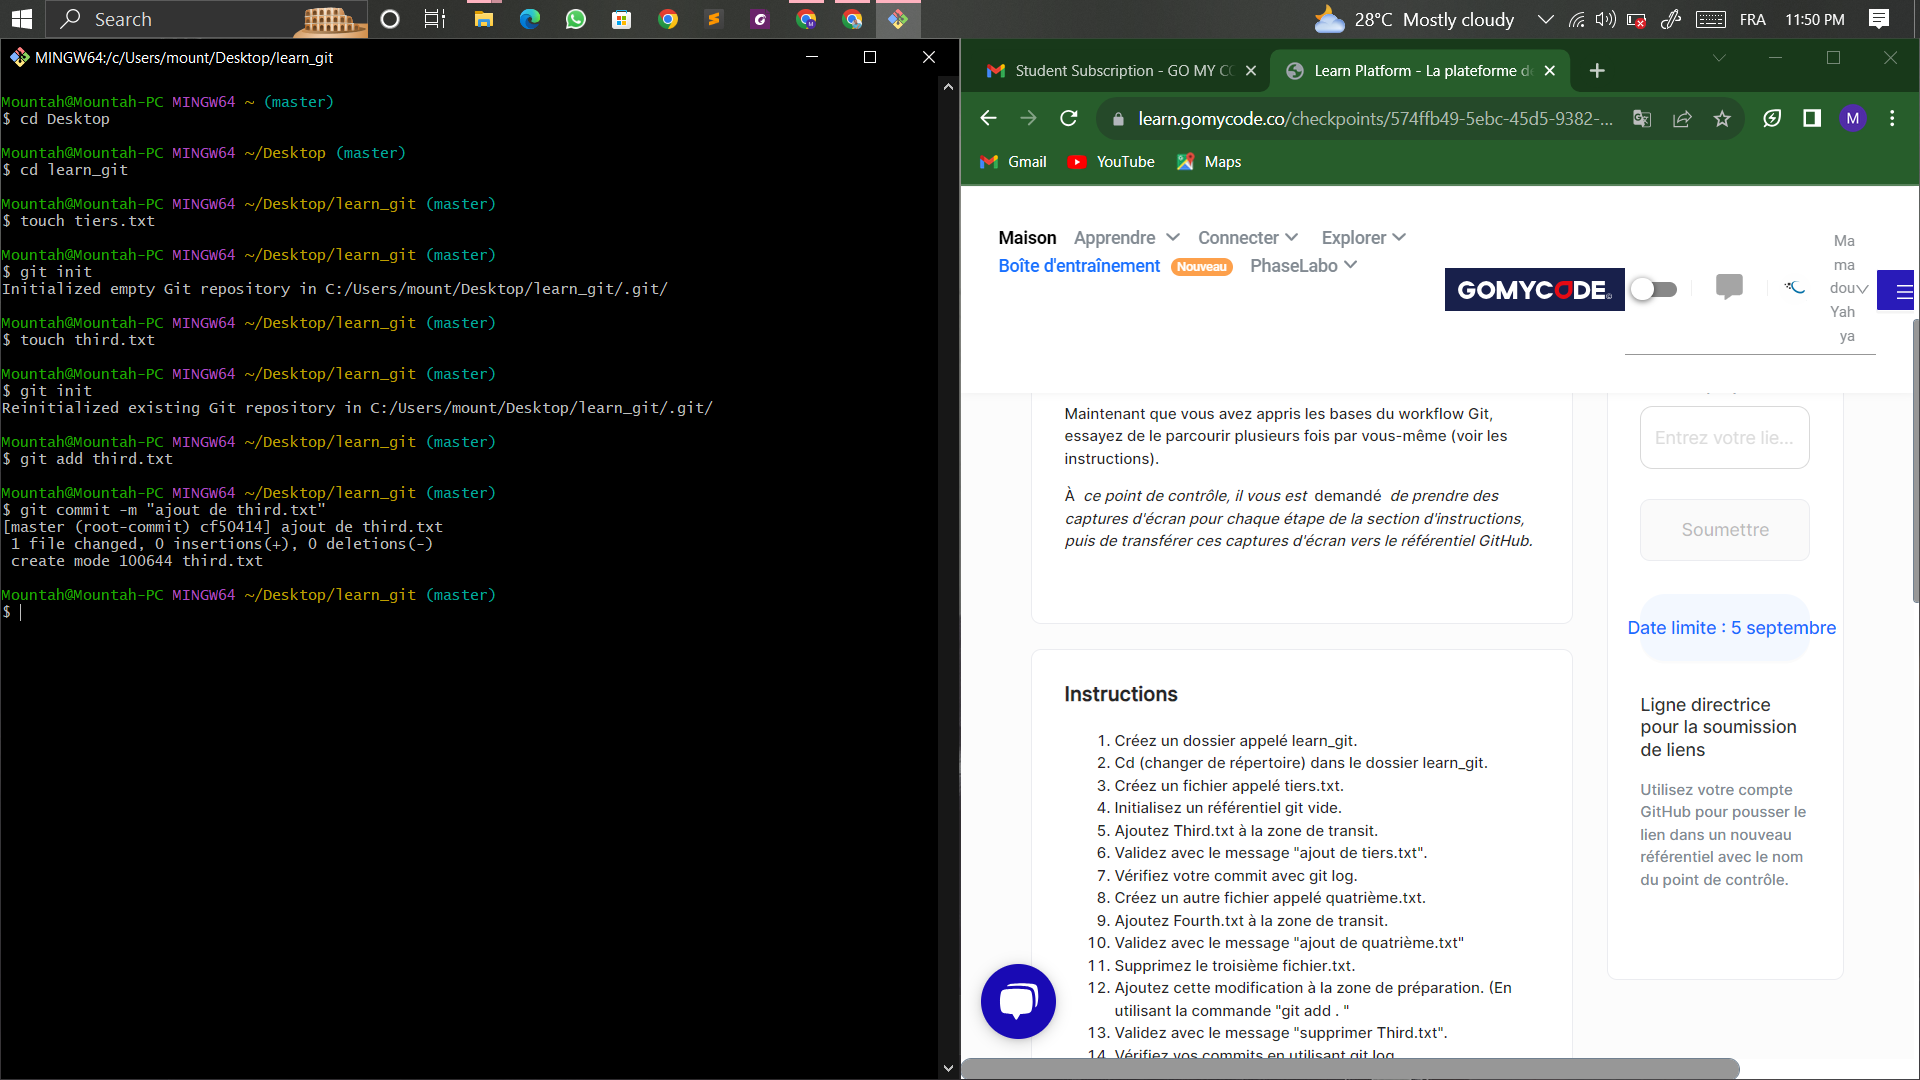 Search
28°C Mostly cloudy
FRA
11:50 PM
MINGW64:/c/Users/mount/Desktop/learn_git
Mountah@Mountah-PC MINGW64 ~ (master)
$ cd Desktop
Mountah@Mountah-PC MINGW64 ~/Desktop (master)
$ cd learn_git
Mountah@Mountah-PC MINGW64 ~/Desktop/learn_git (master)
$ touch tiers.txt
Mountah@Mountah-PC MINGW64 ~/Desktop/learn_git (master)
$ git init
Initialized empty Git repository in C:/Users/mount/Desktop/learn_git/.git/
Mountah@Mountah-PC MINGW64 ~/Desktop/learn_git (master)
$ touch third.txt
Mountah@Mountah-PC MINGW64 ~/Desktop/learn_git (master)
$ git init
Reinitialized existing Git repository in C:/Users/mount/Desktop/learn_git/.git/
Mountah@Mountah-PC MINGW64 ~/Desktop/learn_git (master)
$ git add third.txt
Mountah@Mountah-PC MINGW64 ~/Desktop/learn_git (master)
$ git commit -m "ajout de third.txt"
[master (root-commit) cf50414] ajout de third.txt
1 file changed, 0 insertions(+), 0 deletions(-)
create mode 100644 third.txt
Mountah@Mountah-PC MINGW64 ~/Desktop/learn_git (master)
$
Student Subscription - GO MY CO
Learn Platform - La plateforme de
learn.gomycode.co/checkpoints/574ffb49-5ebc-45d5-9382-...
M
Gmail YouTube Maps
Maison Apprendre Connecter Explorer
Boîte d'entraînement Nouveau PhaseLabo
GOMYCODE
Ma
ma
dou
Yah
ya
Maintenant que vous avez appris les bases du workflow Git,
essayez de le parcourir plusieurs fois par vous-même (voir les
instructions).
À ce point de contrôle, il vous est demandé de prendre des
captures d'écran pour chaque étape de la section d'instructions,
puis de transférer ces captures d'écran vers le référentiel GitHub.
Instructions
1. Créez un dossier appelé learn_git.
2. Cd (changer de répertoire) dans le dossier learn_git.
3. Créez un fichier appelé tiers.txt.
4. Initialisez un référentiel git vide.
5. Ajoutez Third.txt à la zone de transit.
6. Validez avec le message "ajout de tiers.txt".
7. Vérifiez votre commit avec git log.
8. Créez un autre fichier appelé quatrième.txt.
9. Ajoutez Fourth.txt à la zone de transit.
10. Validez avec le message "ajout de quatrième.txt"
11. Supprimez le troisième fichier.txt.
12. Ajoutez cette modification à la zone de préparation. (En
utilisant la commande "git add . "
13. Validez avec le message "supprimer Third.txt".
14. Vérifiez vos commits en utilisant git log
Entrez votre lie...
Soumettre
Date limite : 5 septembre
Ligne directrice
pour la soumission
de liens
Utilisez votre compte
GitHub pour pousser le
lien dans un nouveau
référentiel avec le nom
du point de contrôle.